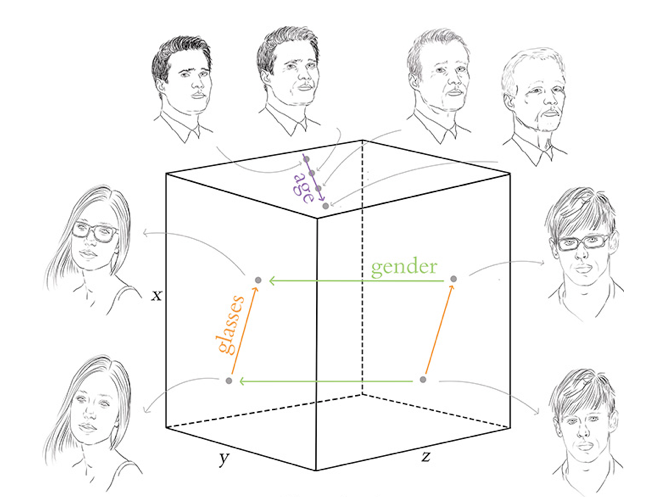 age
gender
x
glasses
y
z